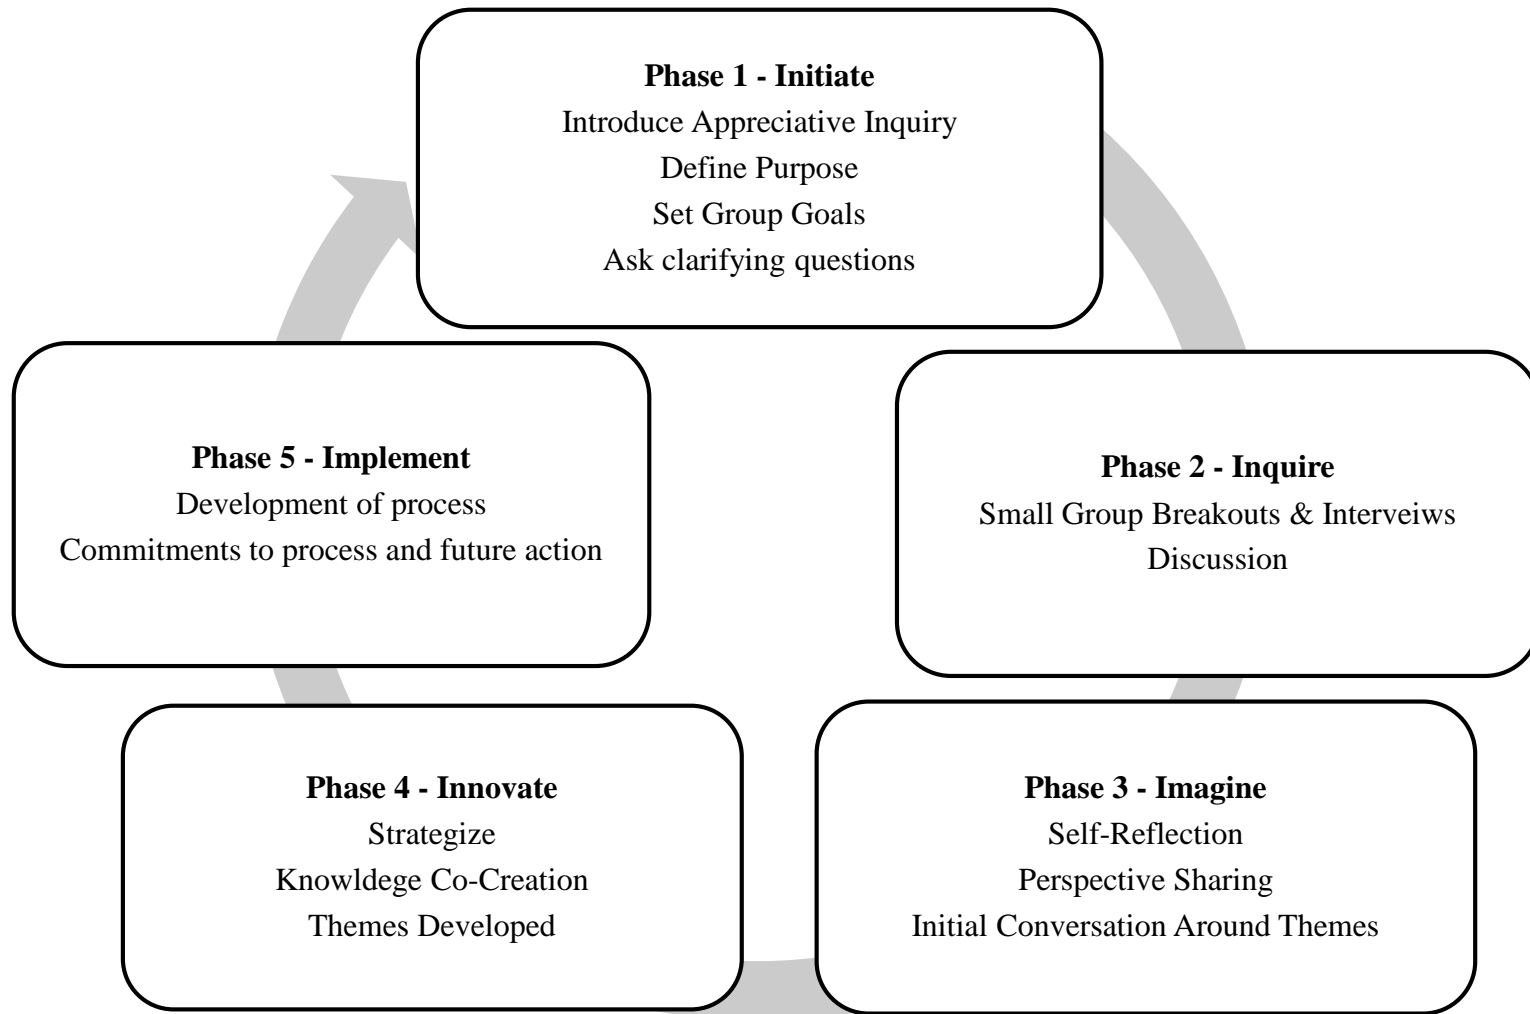 Phase 1 - Initiate
Introduce Appreciative Inquiry
Define Purpose
Set Group Goals
Ask clarifying questions
Phase 2 - Inquire
Small Group Breakouts & Interveiws
Discussion
Phase 3 - Imagine
Self-Reflection
Perspective Sharing
Initial Conversation Around Themes
Phase 4 - Innovate
Strategize
Knowldege Co-Creation
Themes Developed
Phase 5 - Implement
Development of process
Commitments to process and future action